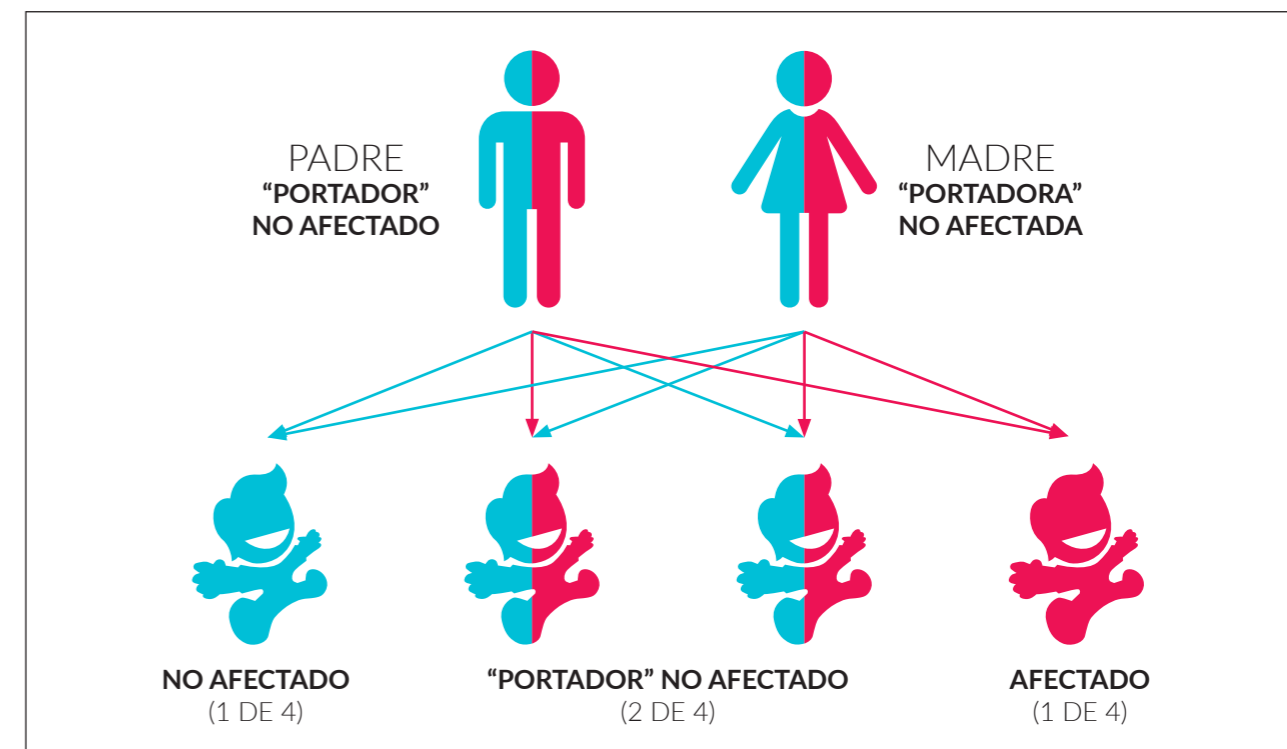 PADRE
“PORTADOR”
NO AFECTADO
MADRE
“PORTADORA”
NO AFECTADA
NO AFECTADO
(1 DE 4)
“PORTADOR” NO AFECTADO
(2 DE 4)
AFECTADO
(1 DE 4)